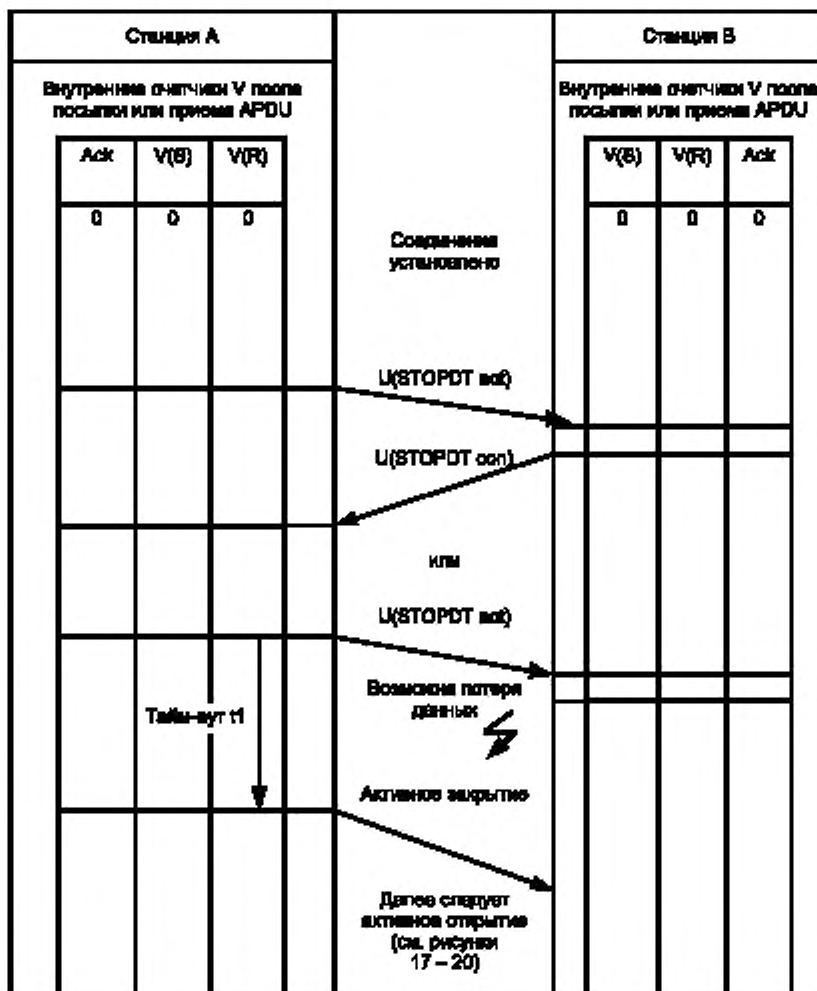 Станция А
Станция В
Внутренние счетчики V после
посылки или приема APDU
Внутренние счетчики V после
посылки или приема APDU
Ack V(S) V(R)
V(S) V(R) Ack
0 0 0
0 0 0
Соединение
установлено
U(STOPDT act)
U(STOPDT con)
или
U(STOPDT act)
Возможна потеря
данных
Тайм-аут t1
Активное закрытие
Далее следует
активное открытие
(см. рисунки
17 – 20)